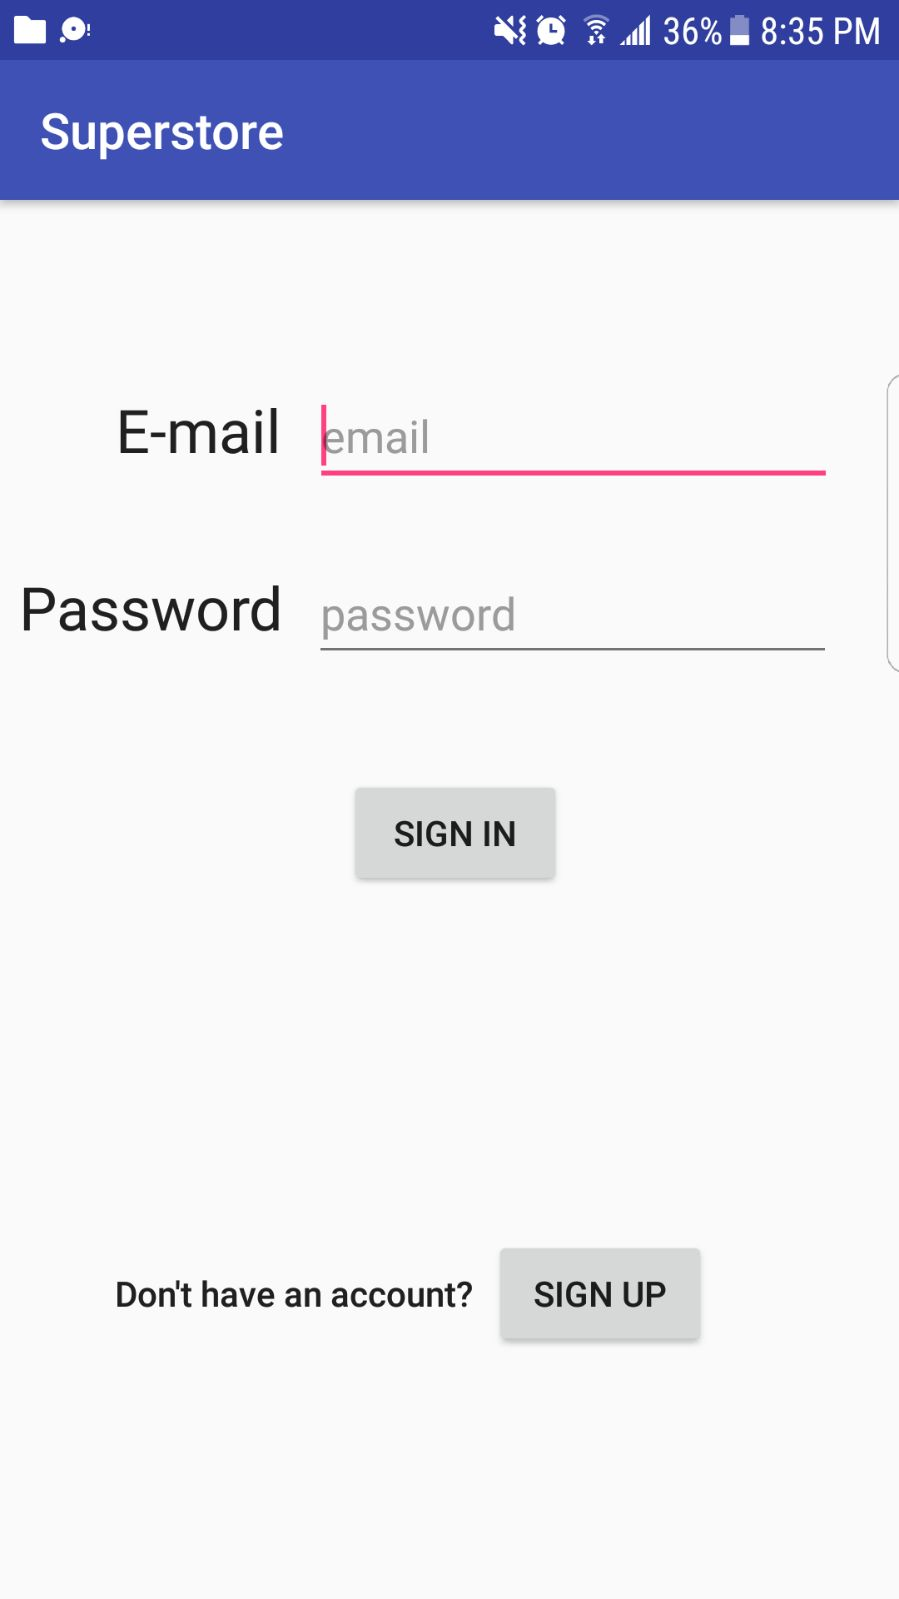 36% 8:35 PM
Superstore
E-mail email
Password password
SIGN IN
Don't have an account? SIGN UP